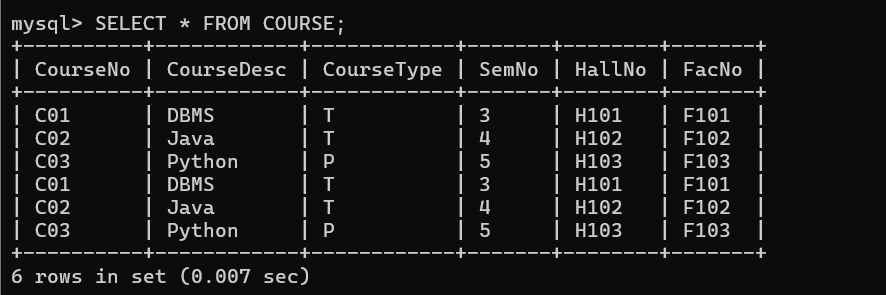 mysql> SELECT * FROM COURSE;
+----------+------------+------------+-------+--------+-------+
| CourseNo | CourseDesc | CourseType | SemNo | HallNo | FacNo |
+----------+------------+------------+-------+--------+-------+
| C01      | DBMS       | T          | 3     | H101   | F101  |
| C02      | Java       | T          | 4     | H102   | F102  |
| C03      | Python     | P          | 5     | H103   | F103  |
| C01      | DBMS       | T          | 3     | H101   | F101  |
| C02      | Java       | T          | 4     | H102   | F102  |
| C03      | Python     | P          | 5     | H103   | F103  |
+----------+------------+------------+-------+--------+-------+
6 rows in set (0.007 sec)